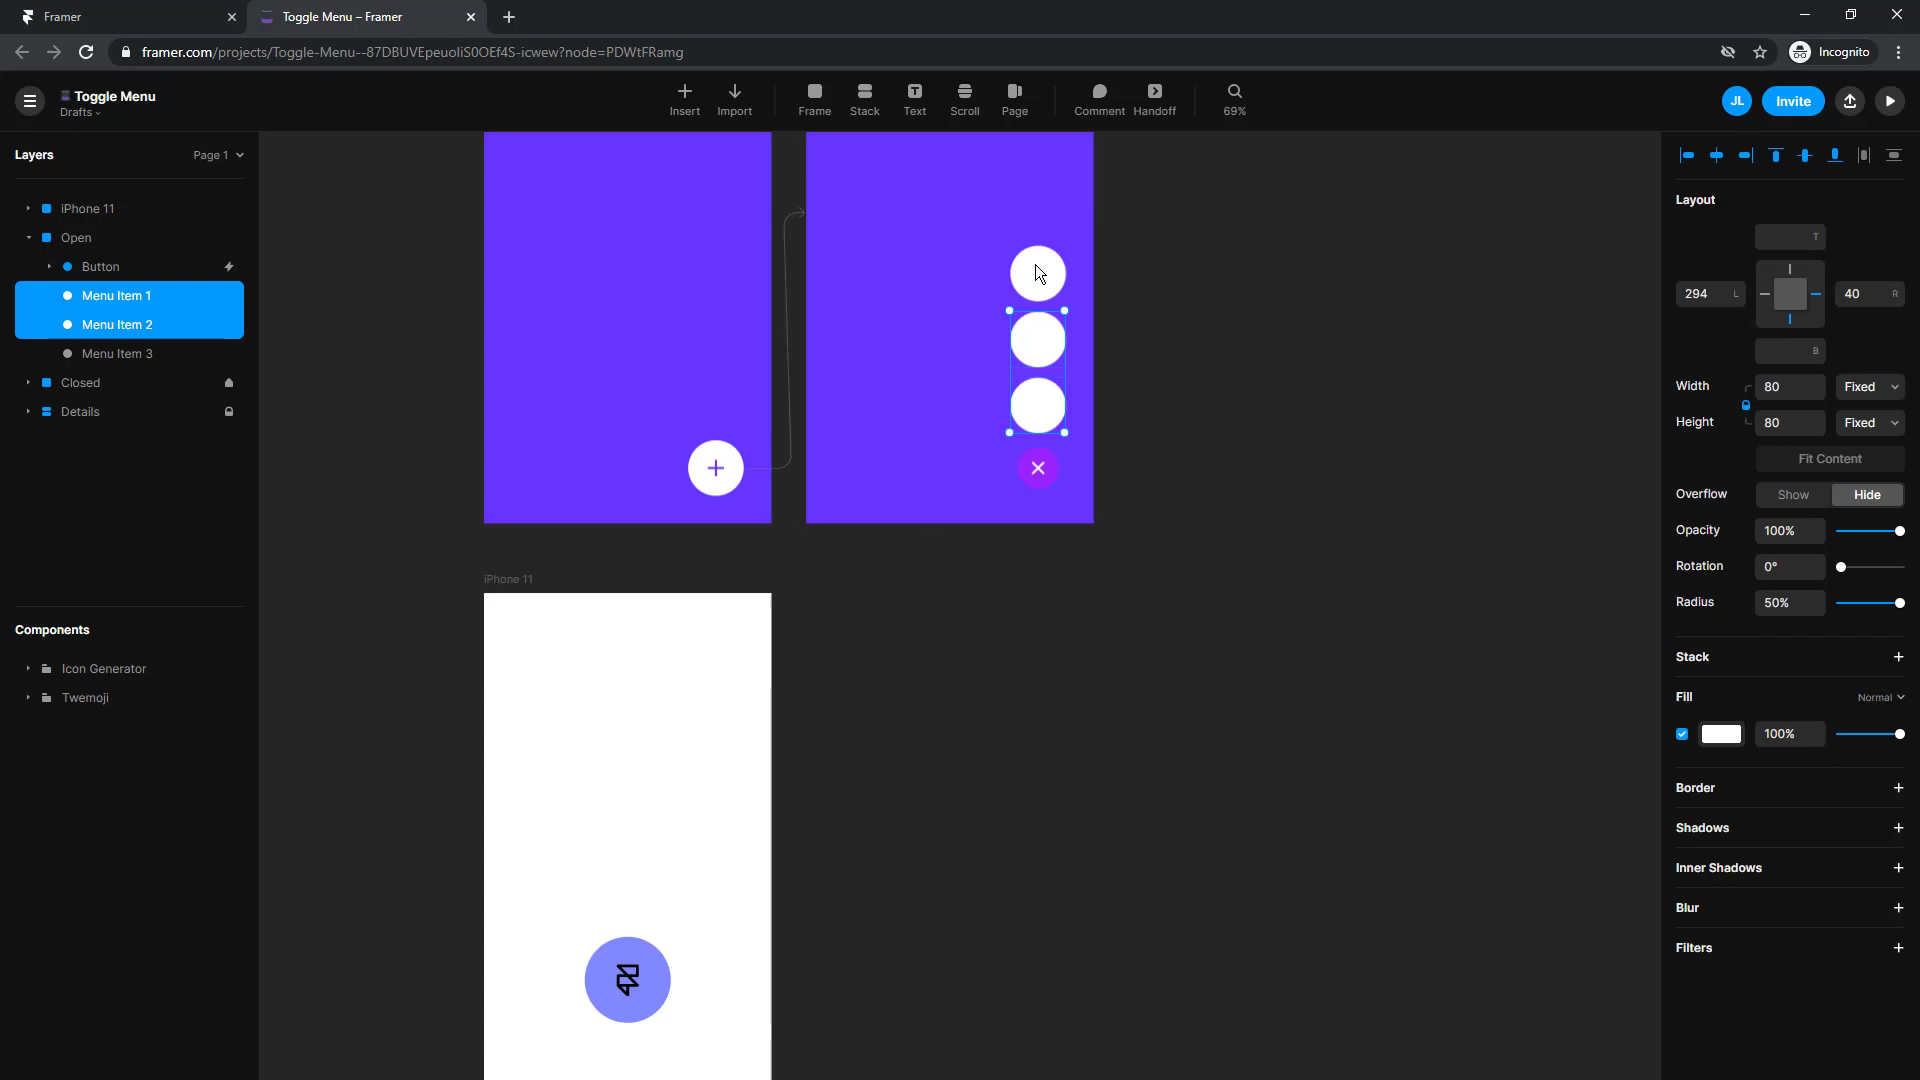 Framer
Toggle Menu – Framer
framer.com/projects/Toggle-Menu--87DBUVEpeuoliS0OEf4S-icwew?node=PDWtFRamg
Incognito
Toggle Menu
Drafts
Insert
Import
Frame
Stack
Text
Scroll
Page
Comment
Handoff
69%
JL
Invite
Layers
Page 1
iPhone 11
Open
Button
Menu Item 1
Menu Item 2
Menu Item 3
Closed
Details
Components
Icon Generator
Twemoji
iPhone 11
Layout
T
294 L
40 R
B
Width 80 Fixed
Height 80 Fixed
Fit Content
Overflow Show Hide
Opacity 100%
Rotation 0°
Radius 50%
Stack
Fill Normal
100%
Border
Shadows
Inner Shadows
Blur
Filters